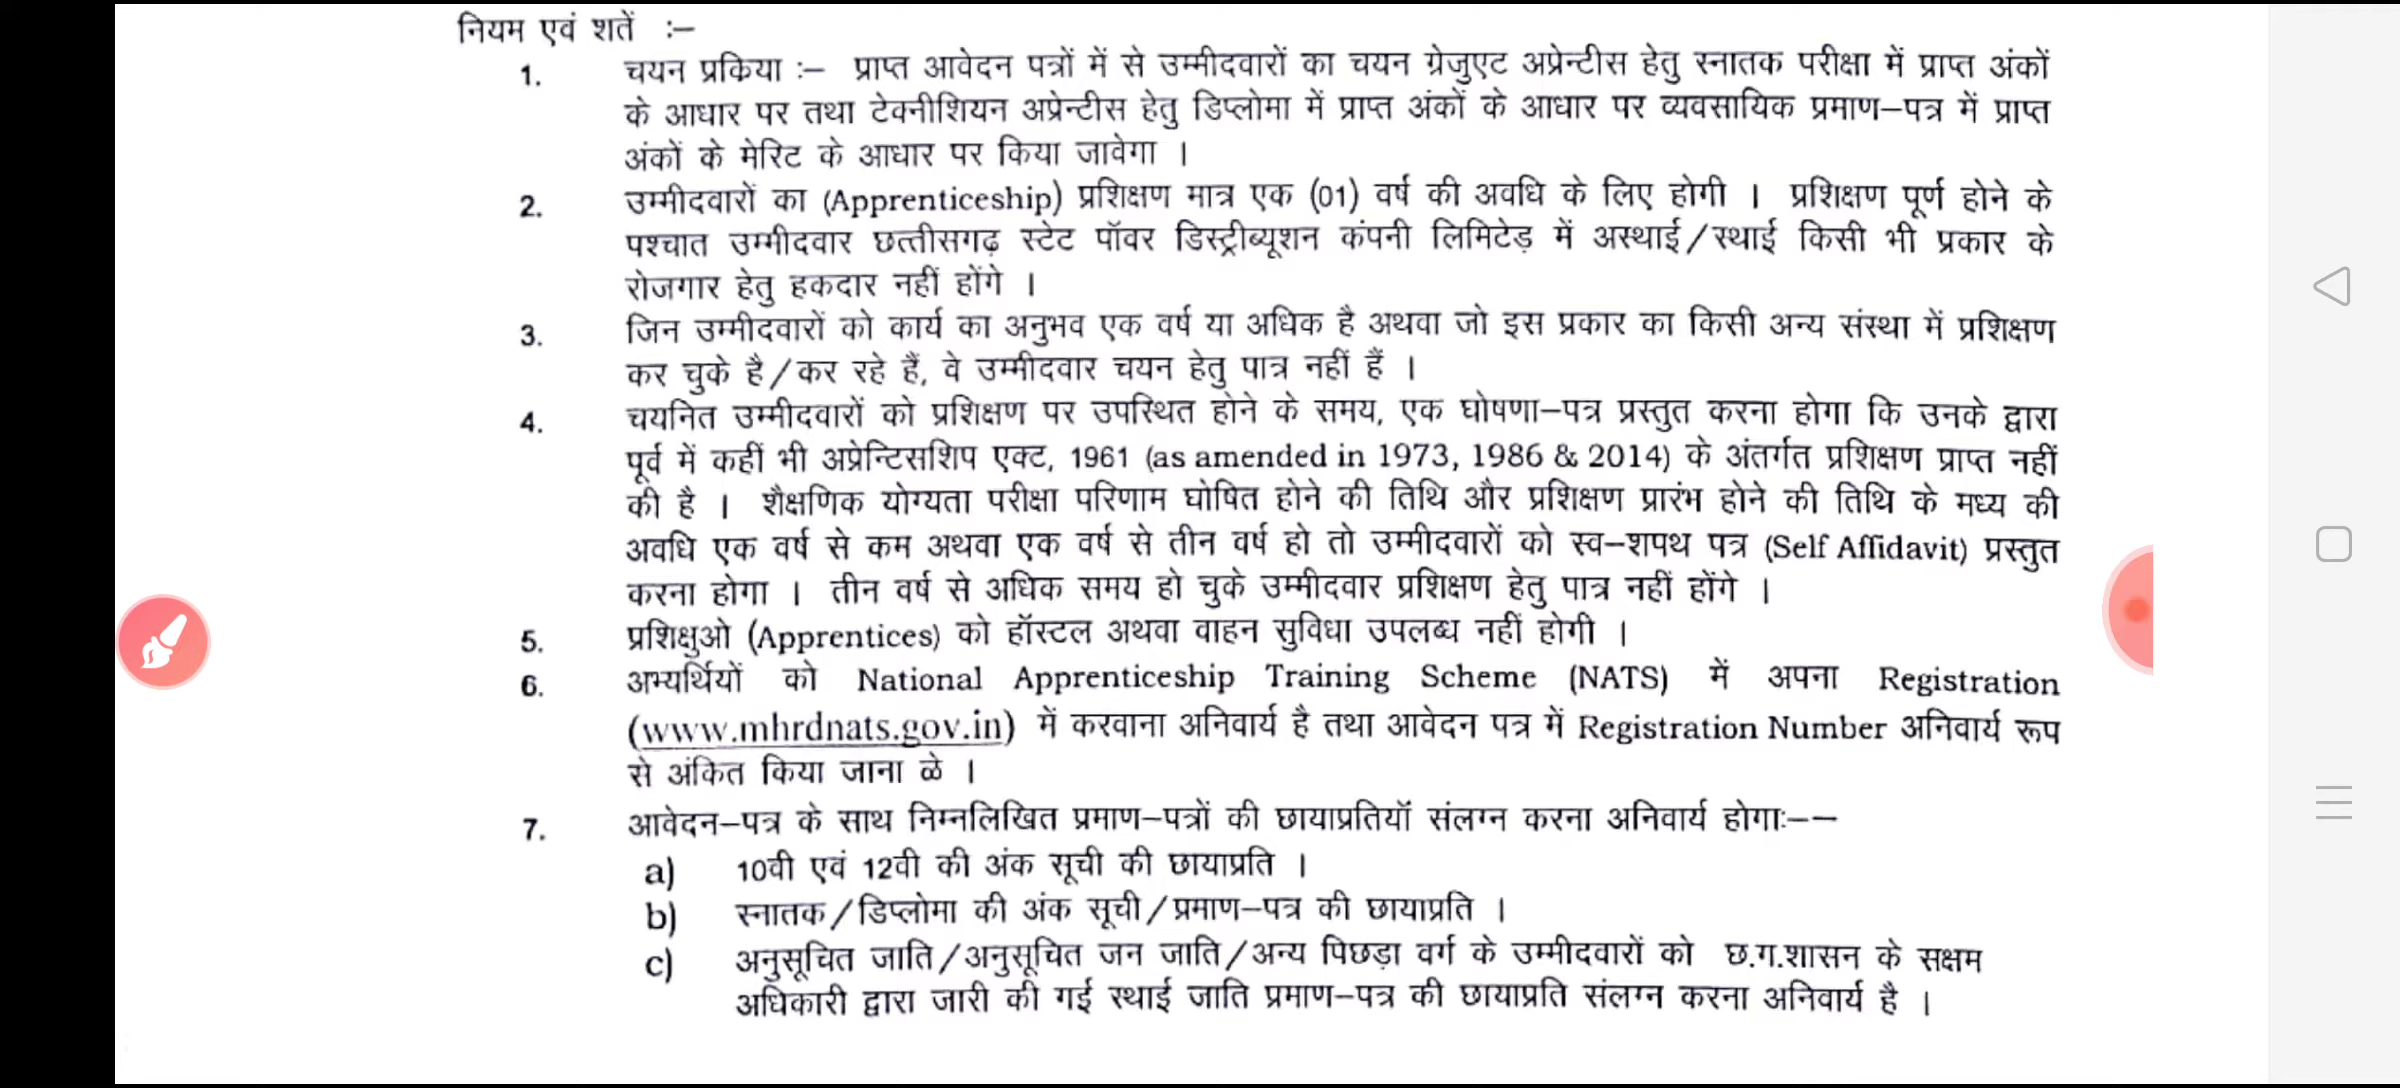 नियम एवं शर्ते :–
1. चयन प्रकिया :– प्राप्त आवेदन पत्रों में से उम्मीदवारों का चयन ग्रेजुएट अप्रेन्टीस हेतु स्नातक परीक्षा में प्राप्त अंकों
के आधार पर तथा टेक्नीशियन अप्रेन्टीस हेतु डिप्लोमा में प्राप्त अंकों के आधार पर व्यवसायिक प्रमाण–पत्र में प्राप्त
अंकों के मेरिट के आधार पर किया जावेगा ।
2. उम्मीदवारों का (Apprenticeship) प्रशिक्षण मात्र एक (01) वर्ष की अवधि के लिए होगी । प्रशिक्षण पूर्ण होने के
पश्चात उम्मीदवार छत्तीसगढ़ स्टेट पॉवर डिस्ट्रीब्यूशन कंपनी लिमिटेड़ में अस्थाई/स्थाई किसी भी प्रकार के
रोजगार हेतु हकदार नहीं होंगे ।
3. जिन उम्मीदवारों को कार्य का अनुभव एक वर्ष या अधिक है अथवा जो इस प्रकार का किसी अन्य संस्था में प्रशिक्षण
कर चुके है/कर रहे हैं, वे उम्मीदवार चयन हेतु पात्र नहीं हैं ।
4. चयनित उम्मीदवारों को प्रशिक्षण पर उपस्थित होने के समय, एक घोषणा–पत्र प्रस्तुत करना होगा कि उनके द्वारा
पूर्व में कहीं भी अप्रेन्टिसशिप एक्ट, 1961 (as amended in 1973, 1986 & 2014) के अंतर्गत प्रशिक्षण प्राप्त नहीं
की है । शैक्षणिक योग्यता परीक्षा परिणाम घोषित होने की तिथि और प्रशिक्षण प्रारंभ होने की तिथि के मध्य की
अवधि एक वर्ष से कम अथवा एक वर्ष से तीन वर्ष हो तो उम्मीदवारों को स्व–शपथ पत्र (Self Affidavit) प्रस्तुत
करना होगा । तीन वर्ष से अधिक समय हो चुके उम्मीदवार प्रशिक्षण हेतु पात्र नहीं होंगे ।
5. प्रशिक्षुओ (Apprentices) को हॉस्टल अथवा वाहन सुविधा उपलब्ध नहीं होगी ।
6. अभ्यर्थियों को National Apprenticeship Training Scheme (NATS) में अपना Registration
(www.mhrdnats.gov.in) में करवाना अनिवार्य है तथा आवेदन पत्र में Registration Number अनिवार्य रूप
से अंकित किया जाना ळे ।
7. आवेदन–पत्र के साथ निम्नलिखित प्रमाण–पत्रों की छायाप्रतियॉ संलग्न करना अनिवार्य होगाः––
a) 10वी एवं 12वी की अंक सूची की छायाप्रति ।
b) स्नातक/डिप्लोमा की अंक सूची/प्रमाण–पत्र की छायाप्रति ।
c) अनुसूचित जाति/अनुसूचित जन जाति/अन्य पिछड़ा वर्ग के उम्मीदवारों को छ.ग.शासन के सक्षम
अधिकारी द्वारा जारी की गई स्थाई जाति प्रमाण–पत्र की छायाप्रति संलग्न करना अनिवार्य है ।